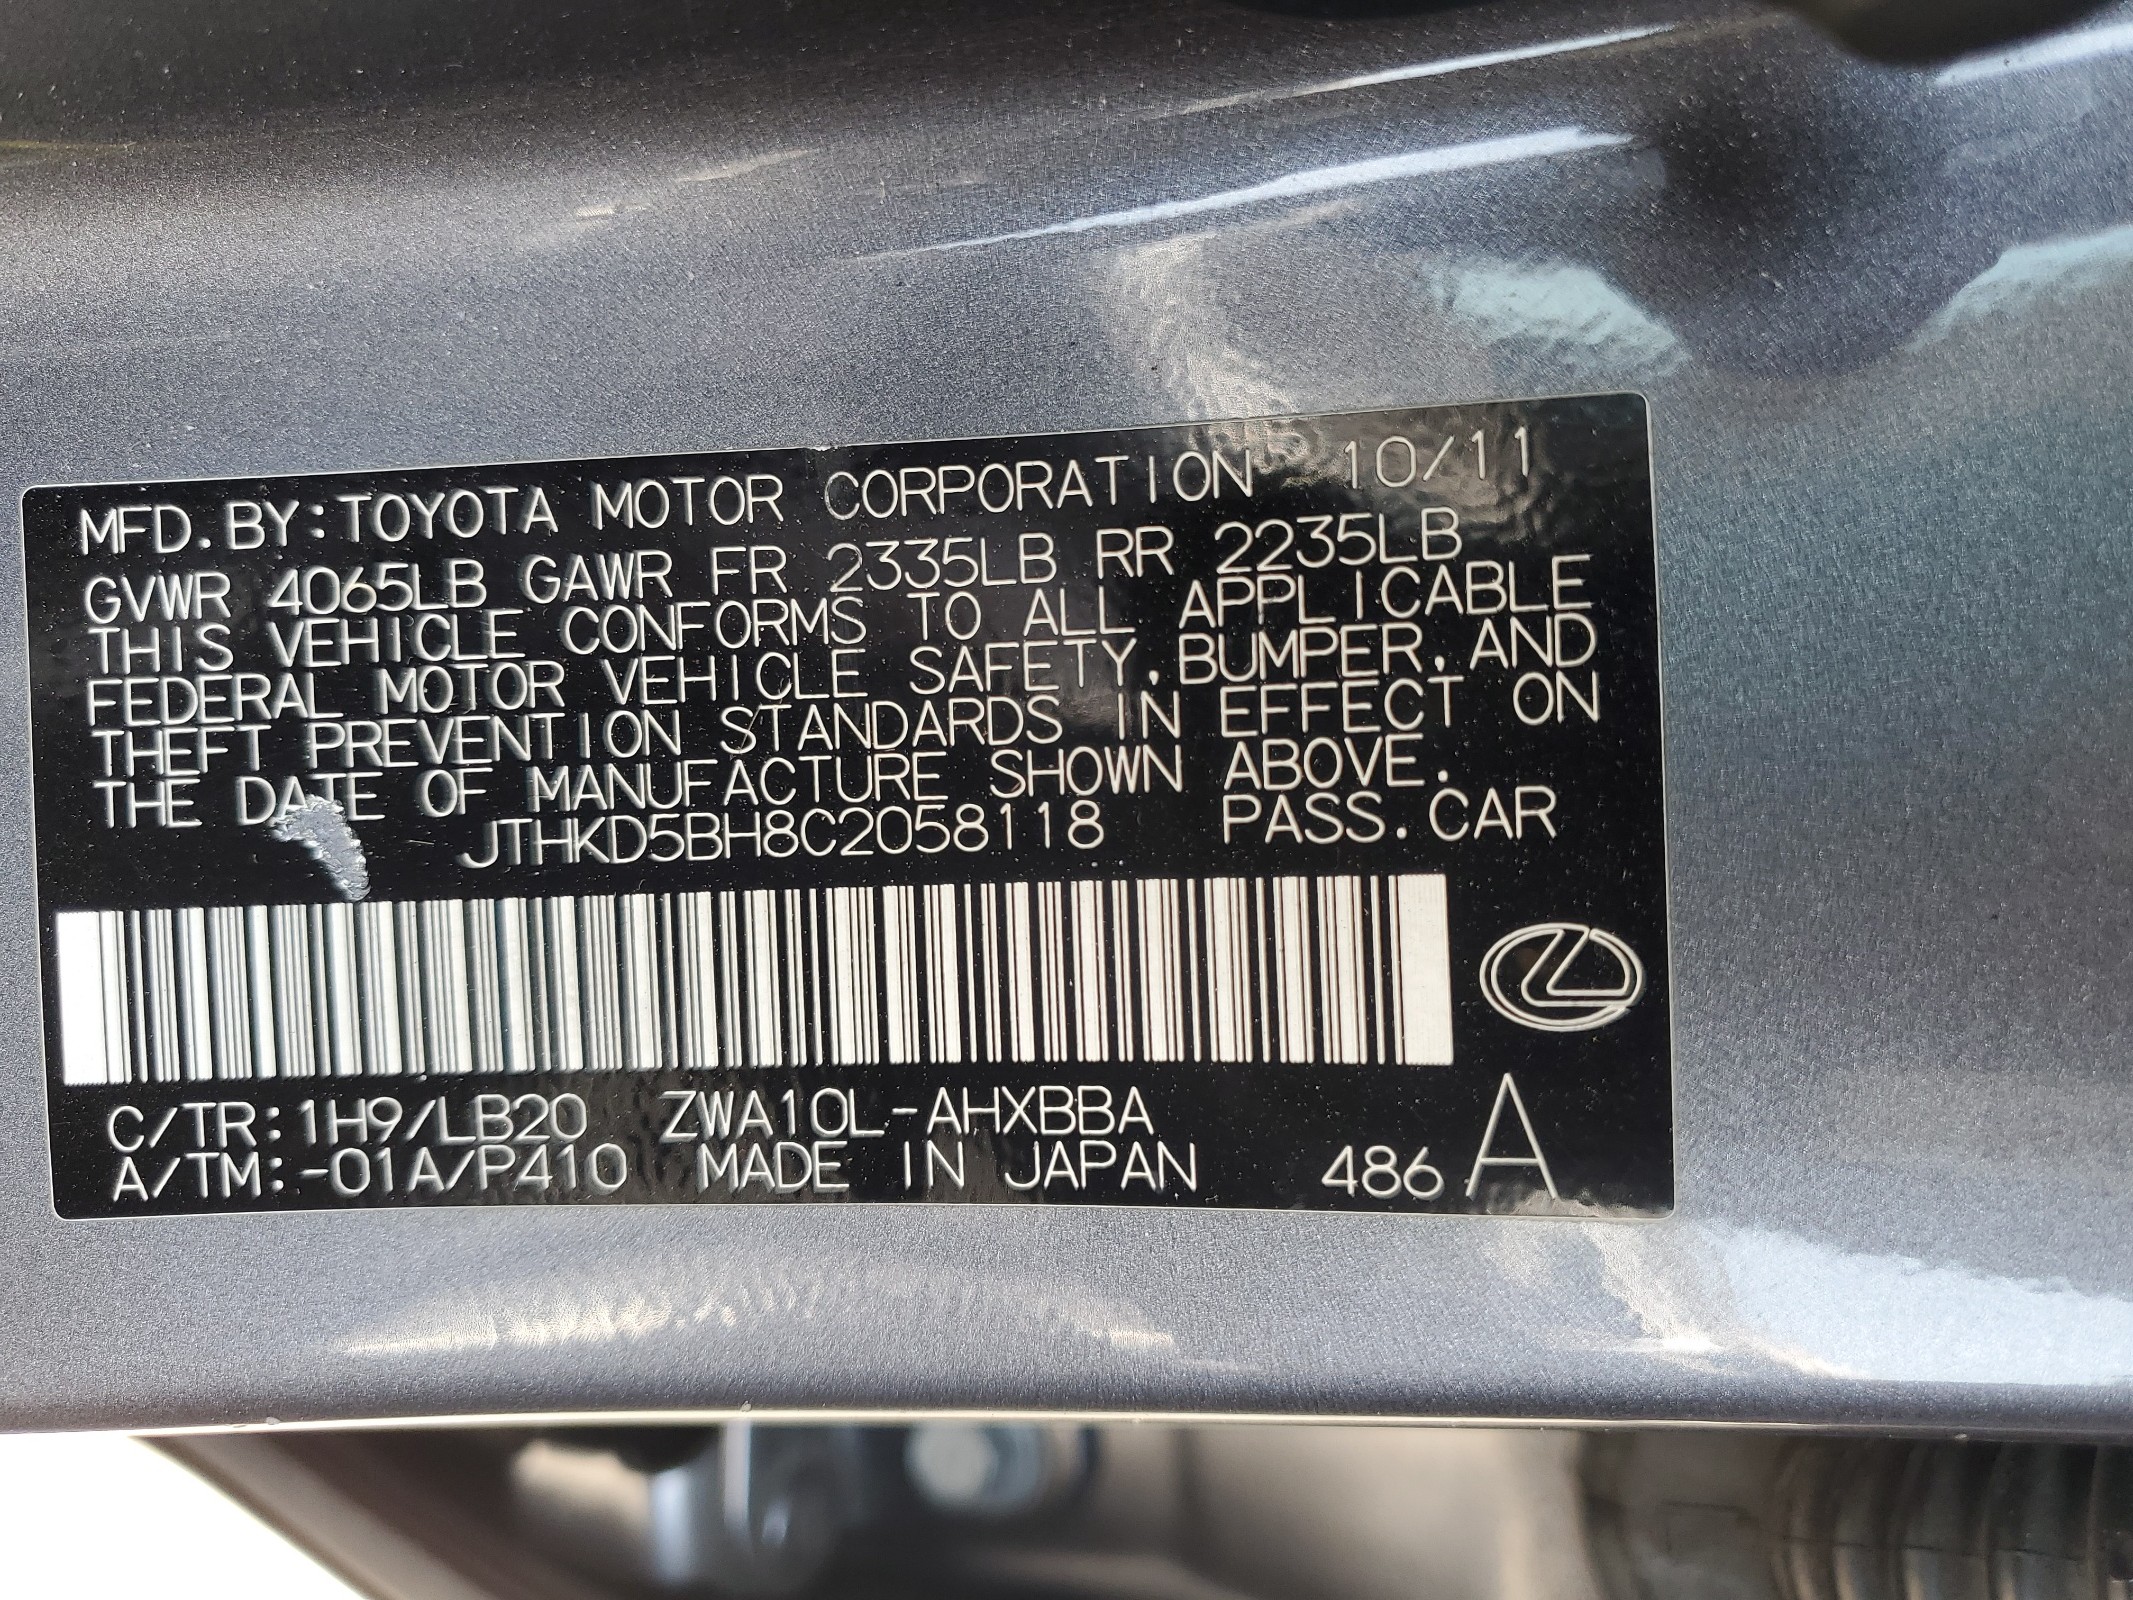 MFD. BY: TOYOTA MOTOR CORPORATION 10/11
GVWR 4065LB GAWR FR 2335LB RR 2235LB
THIS VEHICLE CONFORMS TO ALL APPLICABLE
FEDERAL MOTOR VEHICLE SAFETY, BUMPER, AND
THEFT PREVENTION STANDARDS IN EFFECT ON
THE DATE OF MANUFACTURE SHOWN ABOVE.
JTHKD5BH8C2058118 PASS. CAR
C/TR: 1H9/LB20 ZWA10L-AHXBBA
A/TM: -01A/P410 MADE IN JAPAN 486 A